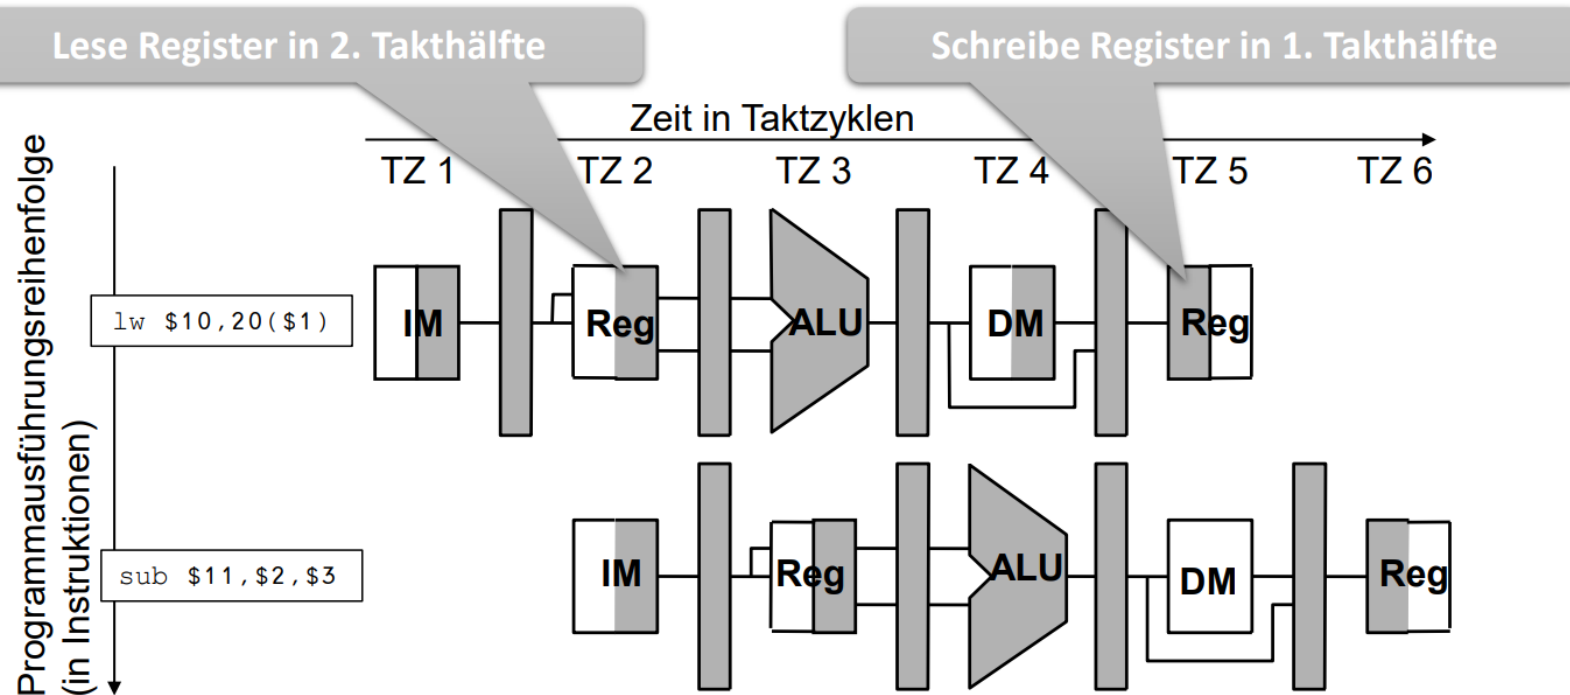 Lese Register in 2. Takthälfte
Schreibe Register in 1. Takthälfte
Zeit in Taktzyklen
TZ 1 TZ 2 TZ 3 TZ 4 TZ 5 TZ 6
Programmausführungsreihenfolge
(in Instruktionen)
lw $10,20($1)
IM Reg ALU DM Reg
sub $11,$2,$3
IM Reg ALU DM Reg